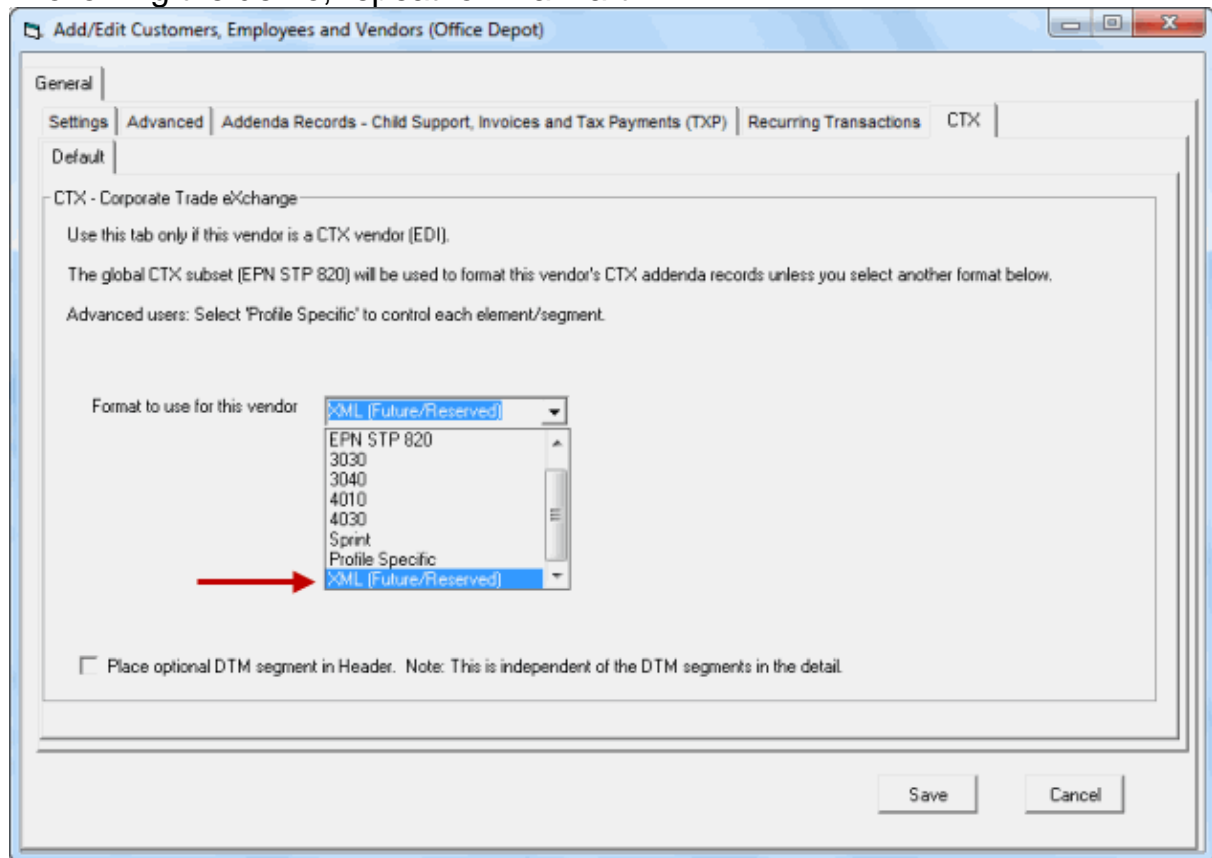 Add/Edit Customers, Employees and Vendors (Office Depot)
General
Settings Advanced Addenda Records - Child Support, Invoices and Tax Payments (TXP) Recurring Transactions CTX
Default
CTX - Corporate Trade eXchange
Use this tab only if this vendor is a CTX vendor (EDI).
The global CTX subset (EPN STP 820) will be used to format this vendor's CTX addenda records unless you select another format below.
Advanced users: Select 'Profile Specific' to control each element/segment.
Format to use for this vendor XML (Future/Reserved)
EPN STP 820
3030
3040
4010
4030
Sprint
Profile Specific
XML (Future/Reserved)
Place optional DTM segment in Header. Note: This is independent of the DTM segments in the detail.
Save Cancel